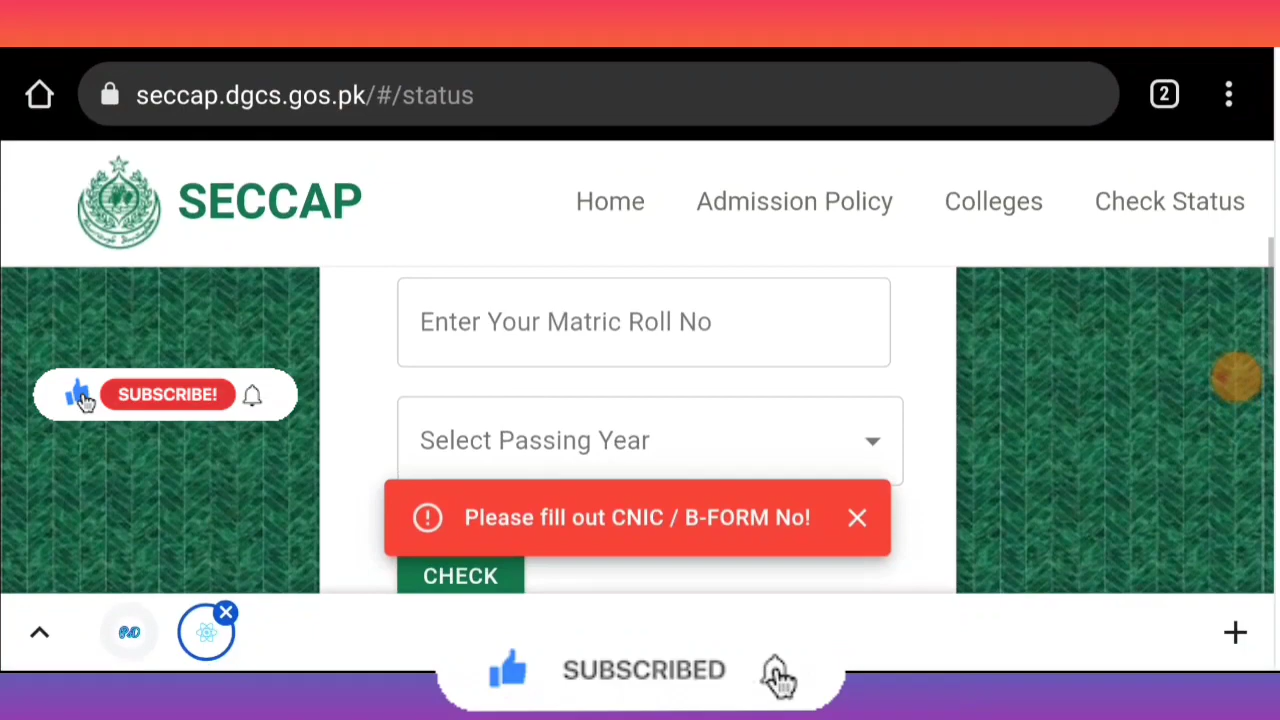 seccap.dgcs.gos.pk/#/status
2
SECCAP
Home
Admission Policy
Colleges
Check Status
Enter Your Matric Roll No
SUBSCRIBE!
Select Passing Year
Please fill out CNIC / B-FORM No!
CHECK
SUBSCRIBED